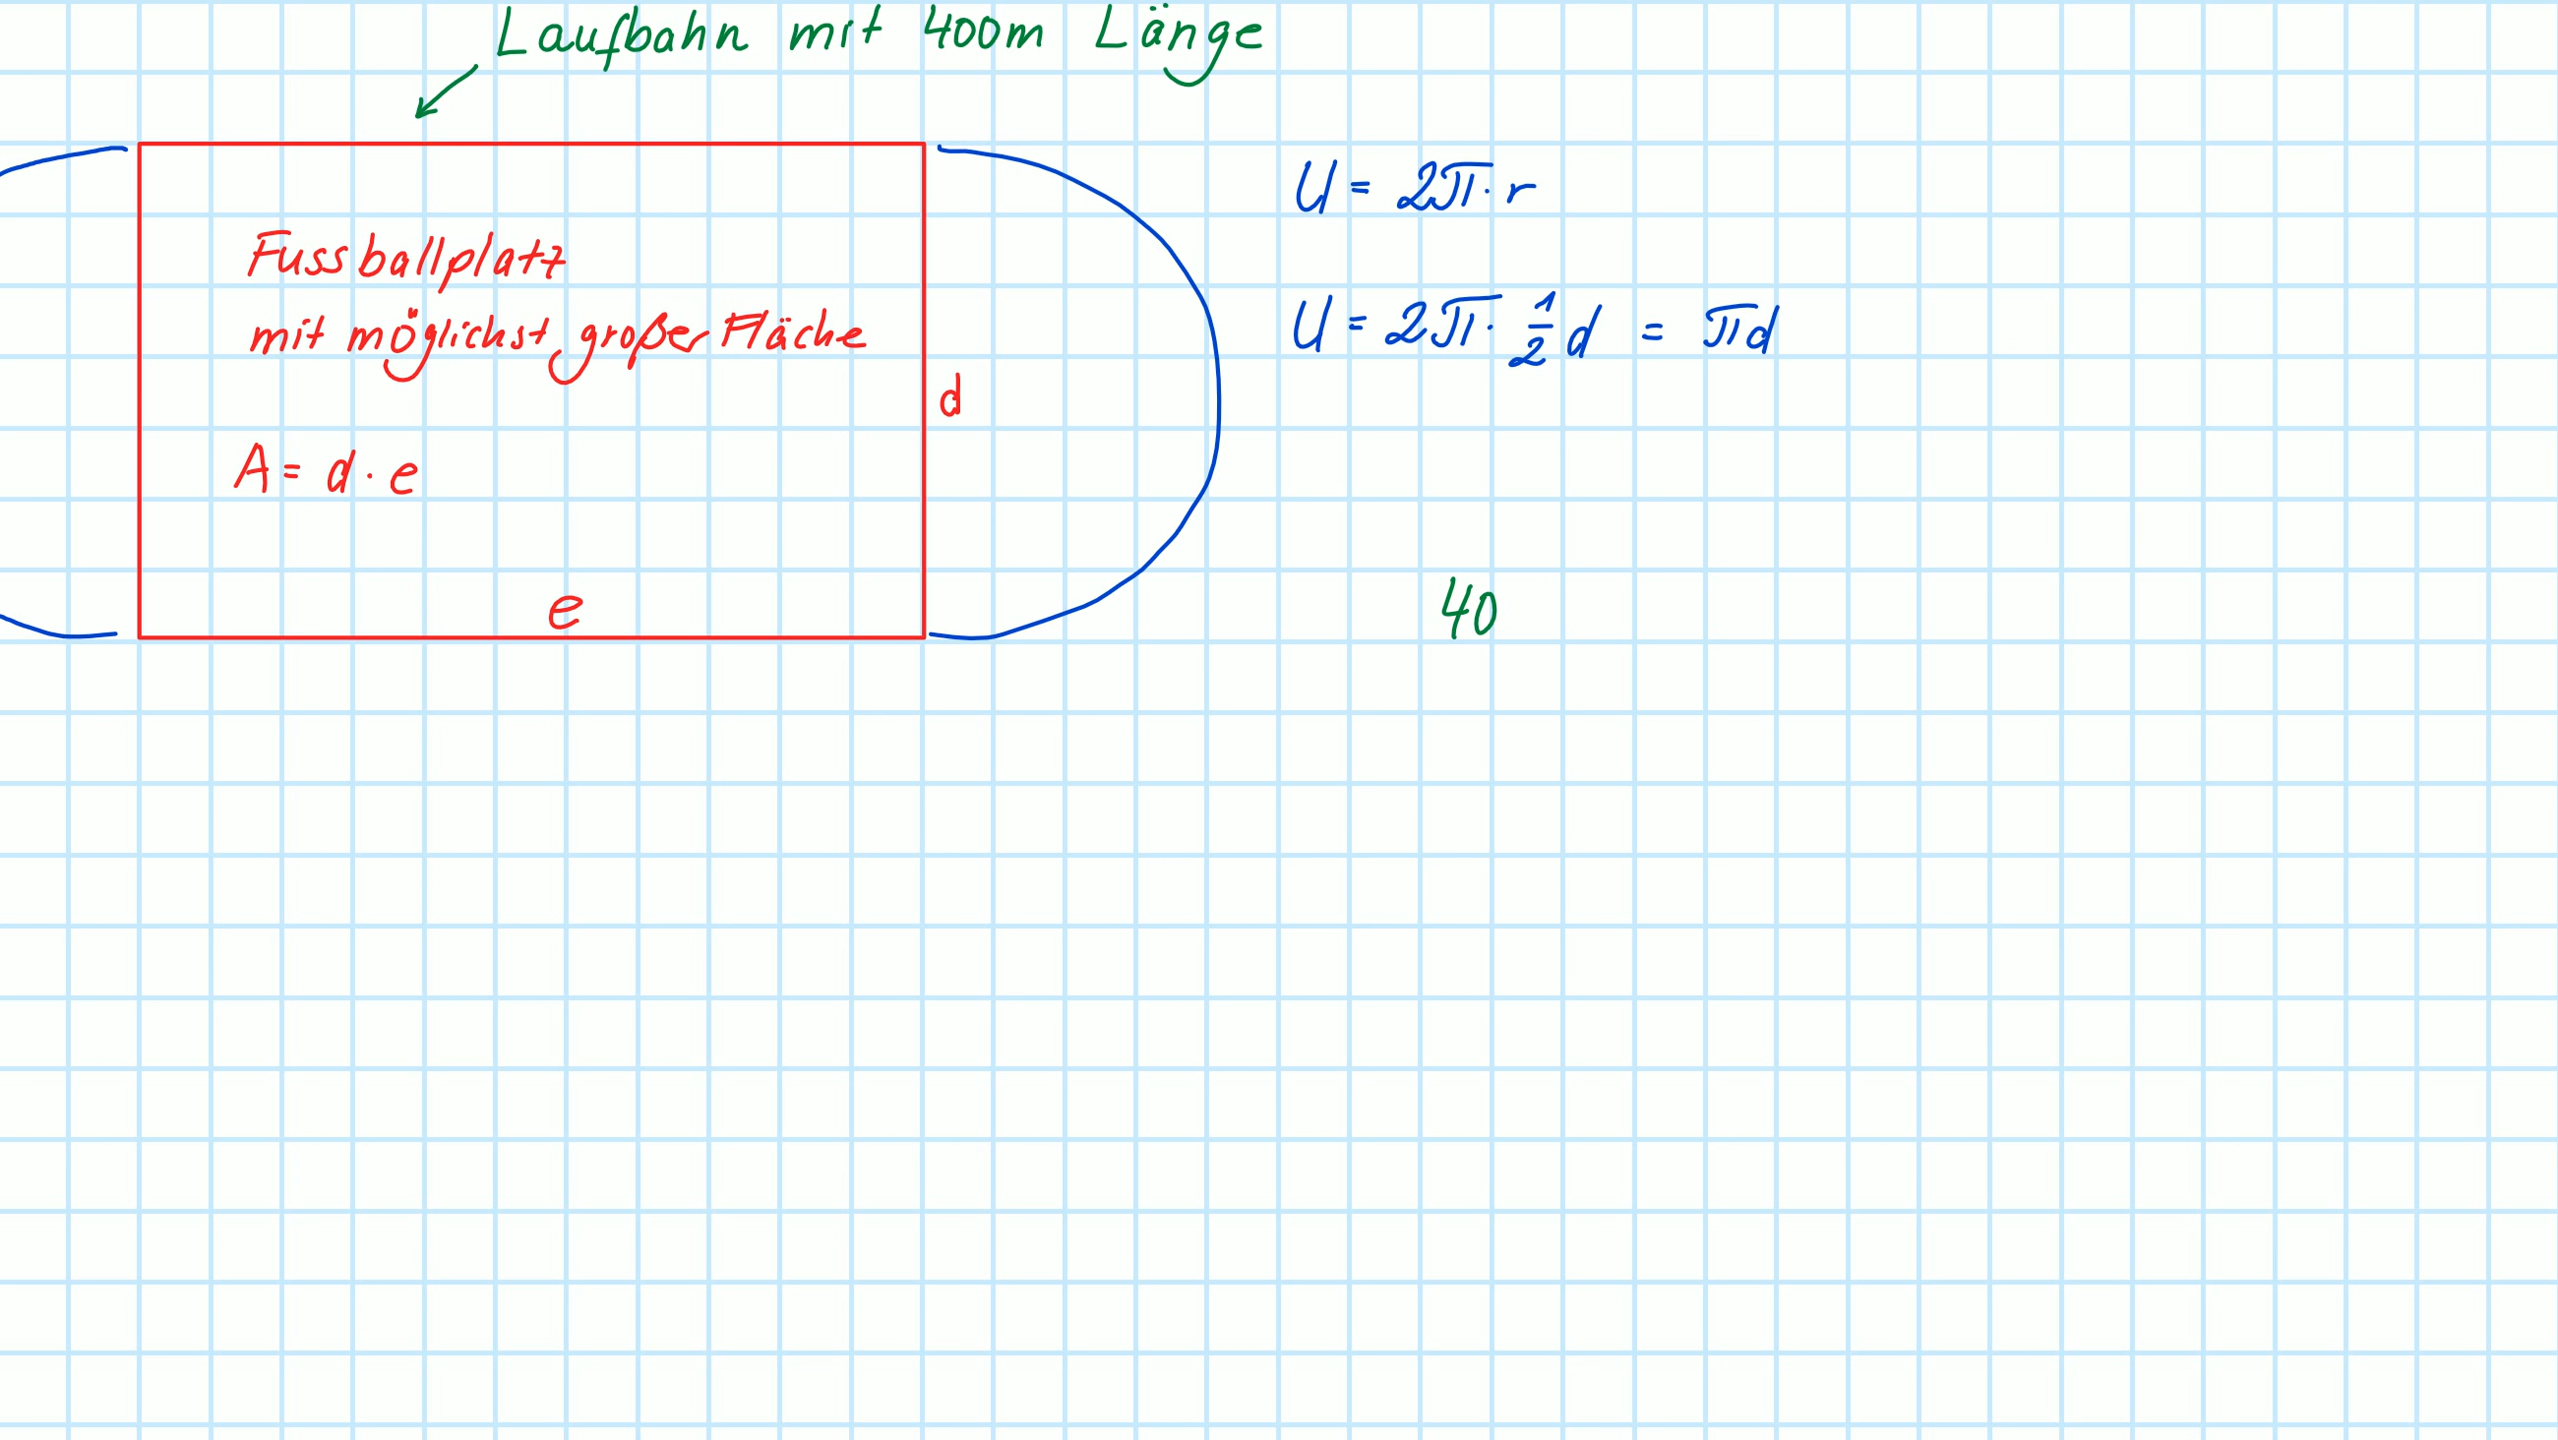 Laufbahn mit 400m Länge
Fussballplatz
mit möglichst großer Fläche
A = d · e
e
d
U = 2π · r
U = 2π · 1/2 d = πd
40